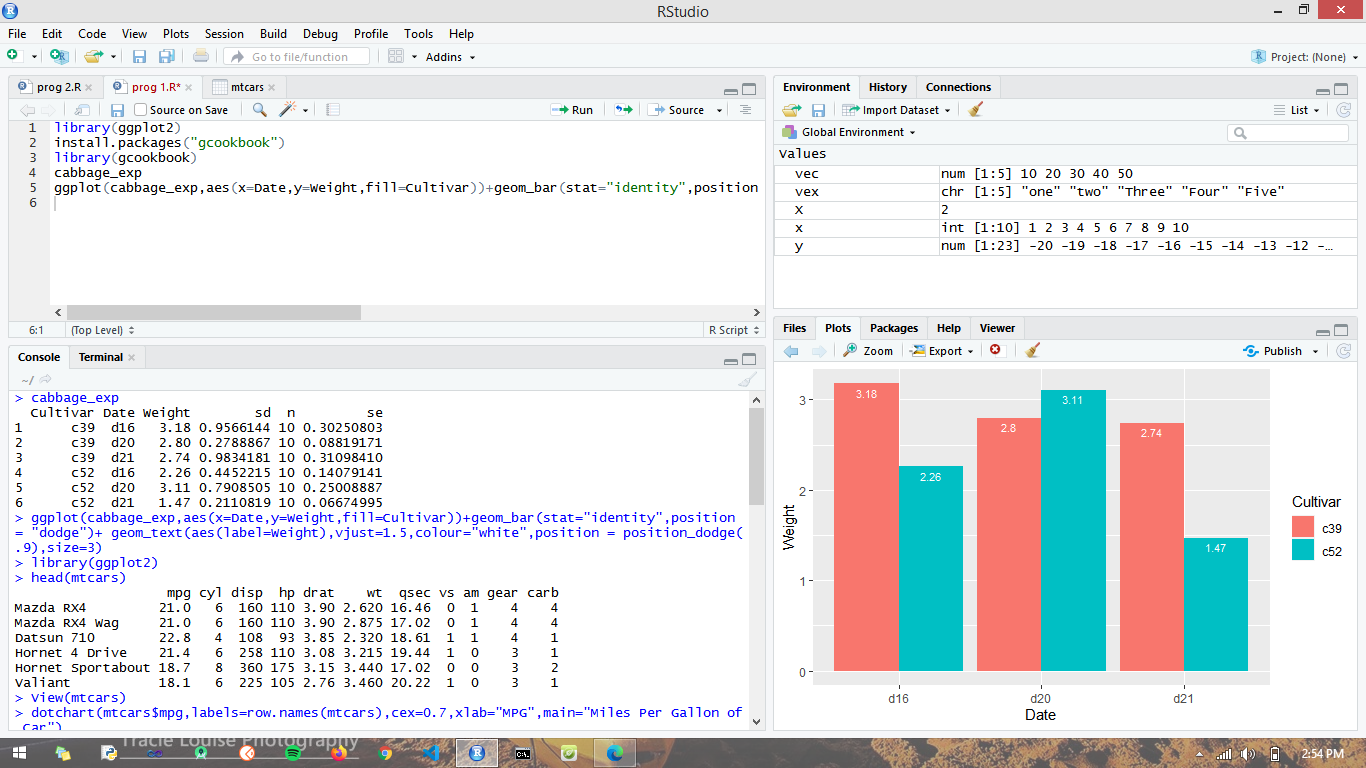 RStudio
File Edit Code View Plots Session Build Debug Profile Tools Help
Go to file/function Addins Project: (None)
prog 2.R prog 1.R* mtcars
Source on Save Run Source
1 library(ggplot2)
2 install.packages("gcookbook")
3 library(gcookbook)
4 cabbage_exp
5 ggplot(cabbage_exp,aes(x=Date,y=Weight,fill=Cultivar))+geom_bar(stat="identity",position
6
6:1 (Top Level) R Script
Console Terminal
~/
> cabbage_exp
Cultivar Date Weight sd n se
1 c39 d16 3.18 0.9566144 10 0.30250803
2 c39 d20 2.80 0.2788867 10 0.08819171
3 c39 d21 2.74 0.9834181 10 0.31098410
4 c52 d16 2.26 0.4452215 10 0.14079141
5 c52 d20 3.11 0.7908505 10 0.25008887
6 c52 d21 1.47 0.2110819 10 0.06674995
> ggplot(cabbage_exp,aes(x=Date,y=Weight,fill=Cultivar))+geom_bar(stat="identity",position
= "dodge")+ geom_text(aes(label=Weight),vjust=1.5,colour="white",position = position_dodge(
.9),size=3)
> library(ggplot2)
> head(mtcars)
mpg cyl disp hp drat wt qsec vs am gear carb
Mazda RX4 21.0 6 160 110 3.90 2.620 16.46 0 1 4 4
Mazda RX4 Wag 21.0 6 160 110 3.90 2.875 17.02 0 1 4 4
Datsun 710 22.8 4 108 93 3.85 2.320 18.61 1 1 4 1
Hornet 4 Drive 21.4 6 258 110 3.08 3.215 19.44 1 0 3 1
Hornet Sportabout 18.7 8 360 175 3.15 3.440 17.02 0 0 3 2
Valiant 18.1 6 225 105 2.76 3.460 20.22 1 0 3 1
> View(mtcars)
> dotchart(mtcars$mpg,labels=row.names(mtcars),cex=0.7,xlab="MPG",main="Miles Per Gallon of
Car")
Environment History Connections
Import Dataset List
Global Environment
Values
vec num [1:5] 10 20 30 40 50
vex chr [1:5] "one" "two" "Three" "Four" "Five"
X 2
x int [1:10] 1 2 3 4 5 6 7 8 9 10
y num [1:23] -20 -19 -18 -17 -16 -15 -14 -13 -12 -…
Files Plots Packages Help Viewer
Zoom Export Publish
3.18
2.26
2.8
3.11
2.74
1.47
3
2
1
0
Weight
d16 d20 d21
Date
Cultivar
c39
c52
Tracie Louise Photography
2:54 PM